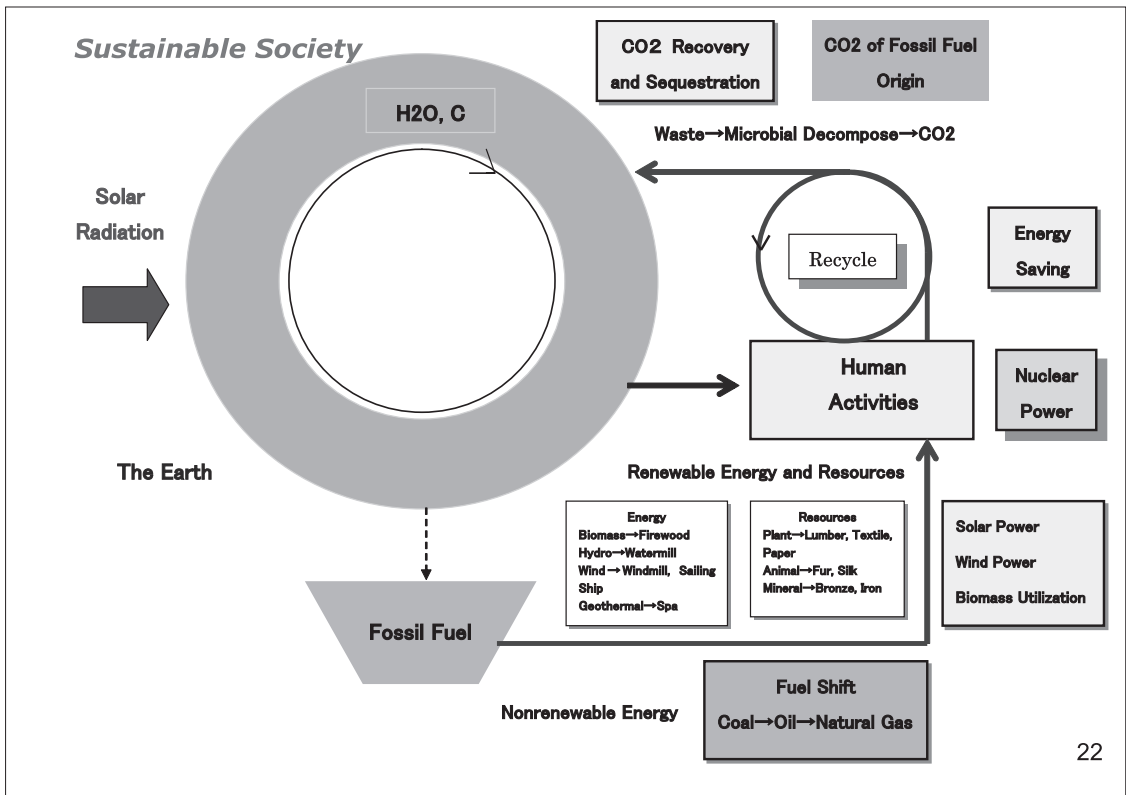 Sustainable Society
CO2 Recovery
and Sequestration
CO2 of Fossil Fuel
Origin
H2O, C
Waste→Microbial Decompose→CO2
Solar
Radiation
Recycle
Energy
Saving
Human
Activities
Nuclear
Power
The Earth
Renewable Energy and Resources
Energy
Biomass→Firewood
Hydro→Watermill
Wind→Windmill, Sailing
Ship
Geothermal→Spa
Resources
Plant→Lumber, Textile,
Paper
Animal→Fur, Silk
Mineral→Bronze, Iron
Solar Power
Wind Power
Biomass Utilization
Fossil Fuel
Nonrenewable Energy
Fuel Shift
Coal→Oil→Natural Gas
22